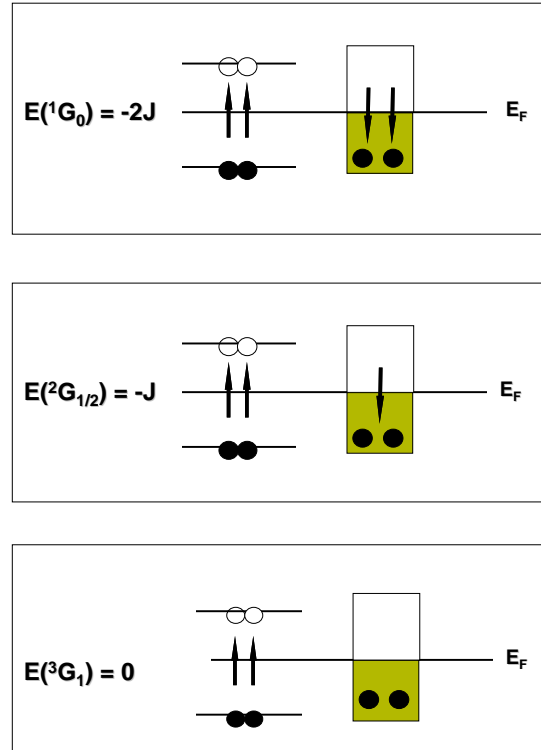 E(¹G₀) = -2J
E_F
E(²G₁/₂) = -J
E_F
E(³G₁) = 0
E_F